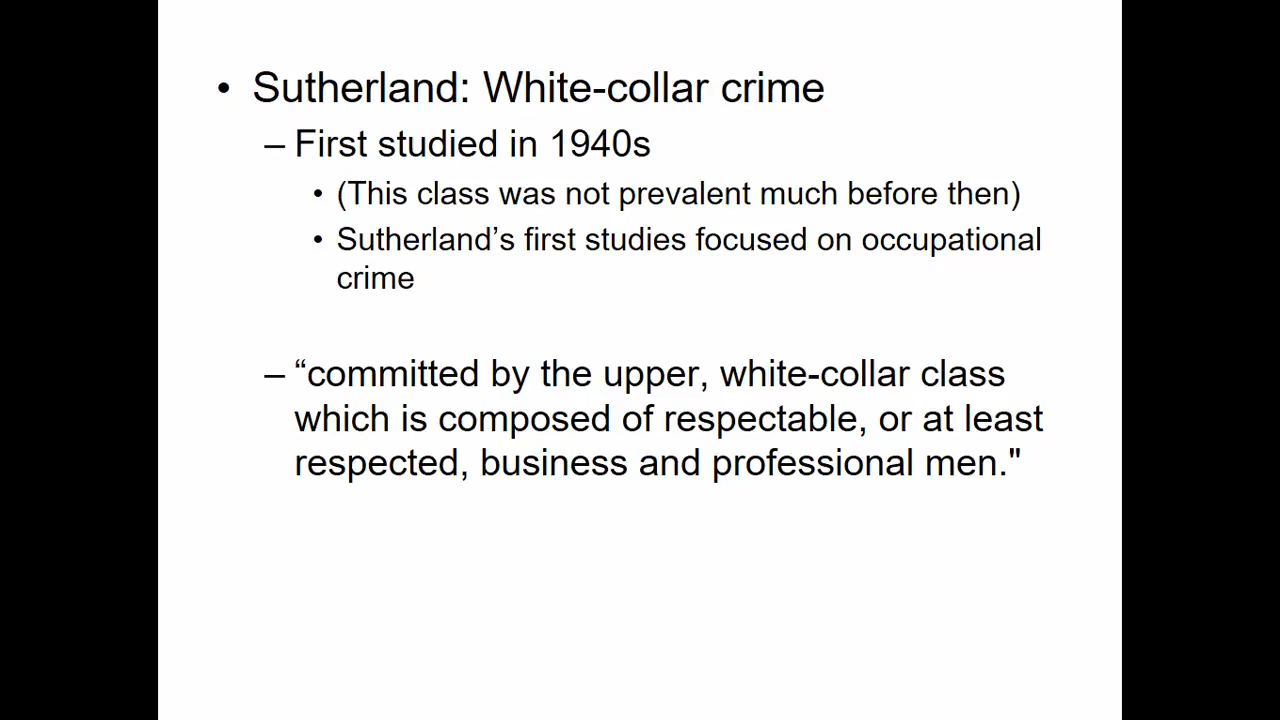 • Sutherland: White-collar crime
– First studied in 1940s
• (This class was not prevalent much before then)
• Sutherland’s first studies focused on occupational
crime
– “committed by the upper, white-collar class
which is composed of respectable, or at least
respected, business and professional men."